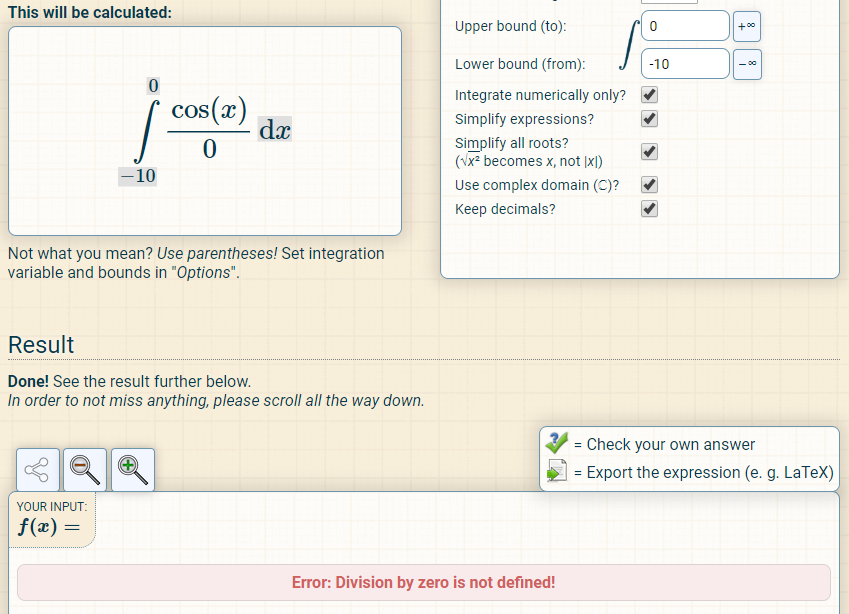 This will be calculated:
0
∫
cos(x)
0
dx
−10
Not what you mean? Use parentheses! Set integration
variable and bounds in "Options".
Upper bound (to):
0
+∞
∫
Lower bound (from):
-10
−∞
Integrate numerically only?
Simplify expressions?
Simplify all roots?
(√x² becomes x, not |x|)
Use complex domain (ℂ)?
Keep decimals?
Result
Done! See the result further below.
In order to not miss anything, please scroll all the way down.
= Check your own answer
= Export the expression (e. g. LaTeX)
YOUR INPUT:
f(x) =
Error: Division by zero is not defined!